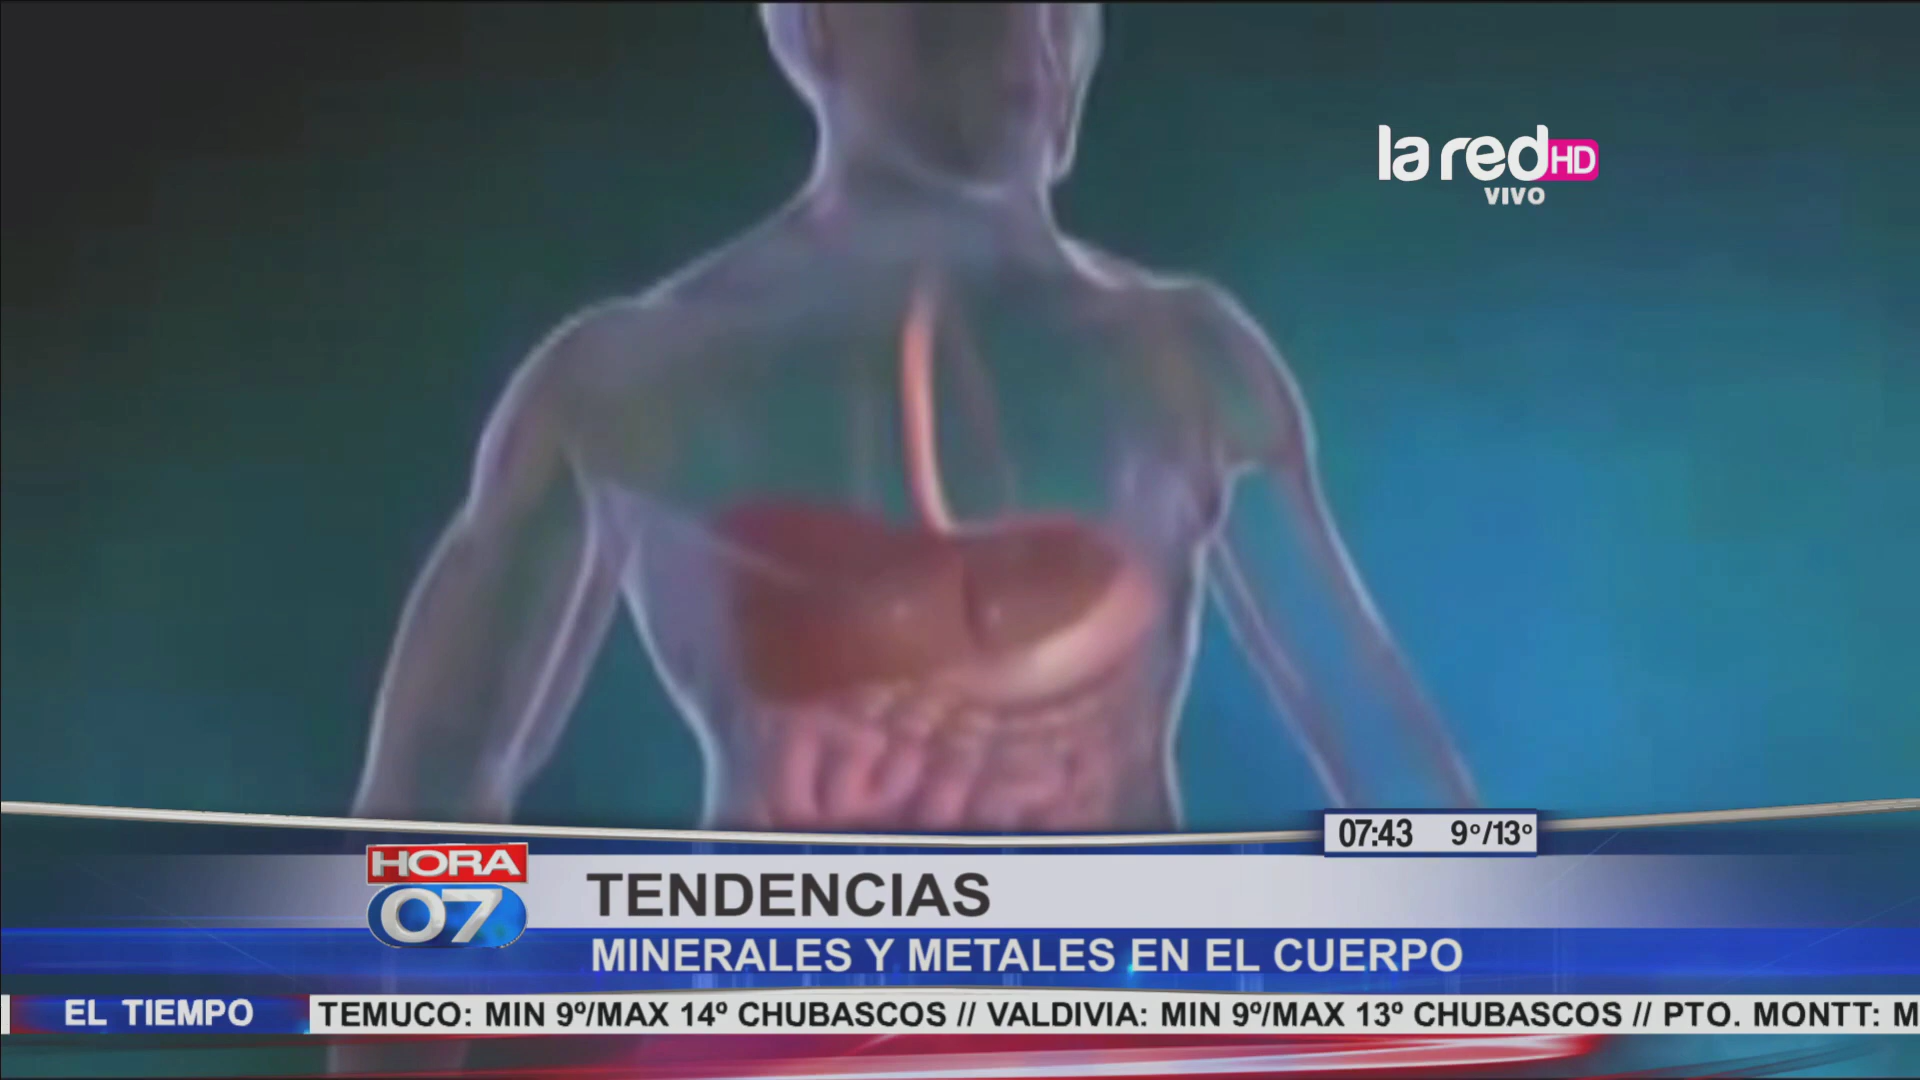 la red HD
VIVO
07:43 9°/13°
HORA
07
TENDENCIAS
MINERALES Y METALES EN EL CUERPO
EL TIEMPO
TEMUCO: MIN 9º/MAX 14º CHUBASCOS // VALDIVIA: MIN 9º/MAX 13º CHUBASCOS // PTO. MONTT: M